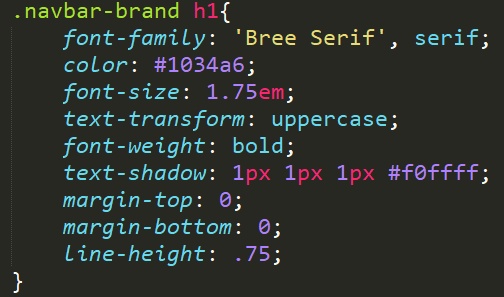 .navbar-brand h1{
font-family: 'Bree Serif', serif;
color: #1034a6;
font-size: 1.75em;
text-transform: uppercase;
font-weight: bold;
text-shadow: 1px 1px 1px #f0ffff;
margin-top: 0;
margin-bottom: 0;
line-height: .75;
}